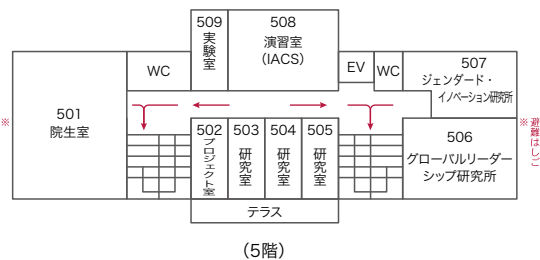 509
実験室
508
演習室
(IACS)
WC
EV
WC
507
ジェンダード・
イノベーション研究所
501
院生室
※
502
プロジェクト室
503
研究室
504
研究室
505
研究室
506
グローバルリーダー
シップ研究所
※避難はしご
テラス
(5階)